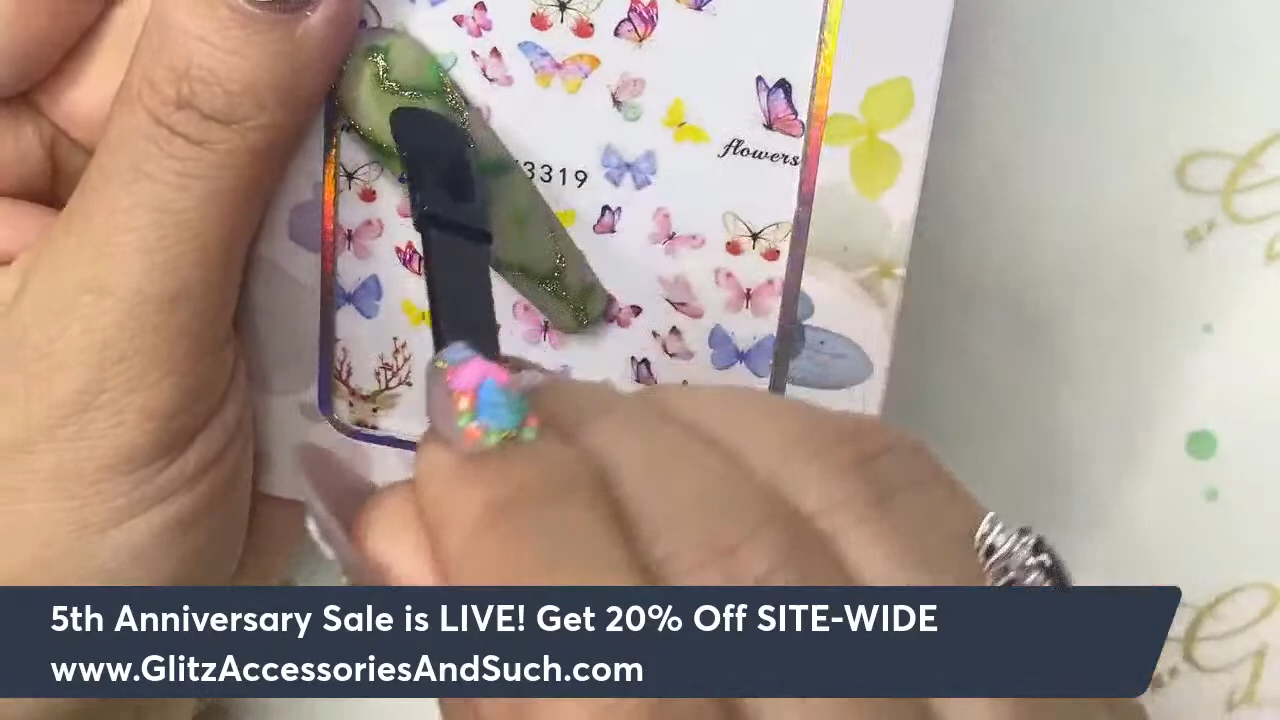 flowers
3319
5th Anniversary Sale is LIVE! Get 20% Off SITE-WIDE
www.GlitzAccessoriesAndSuch.com